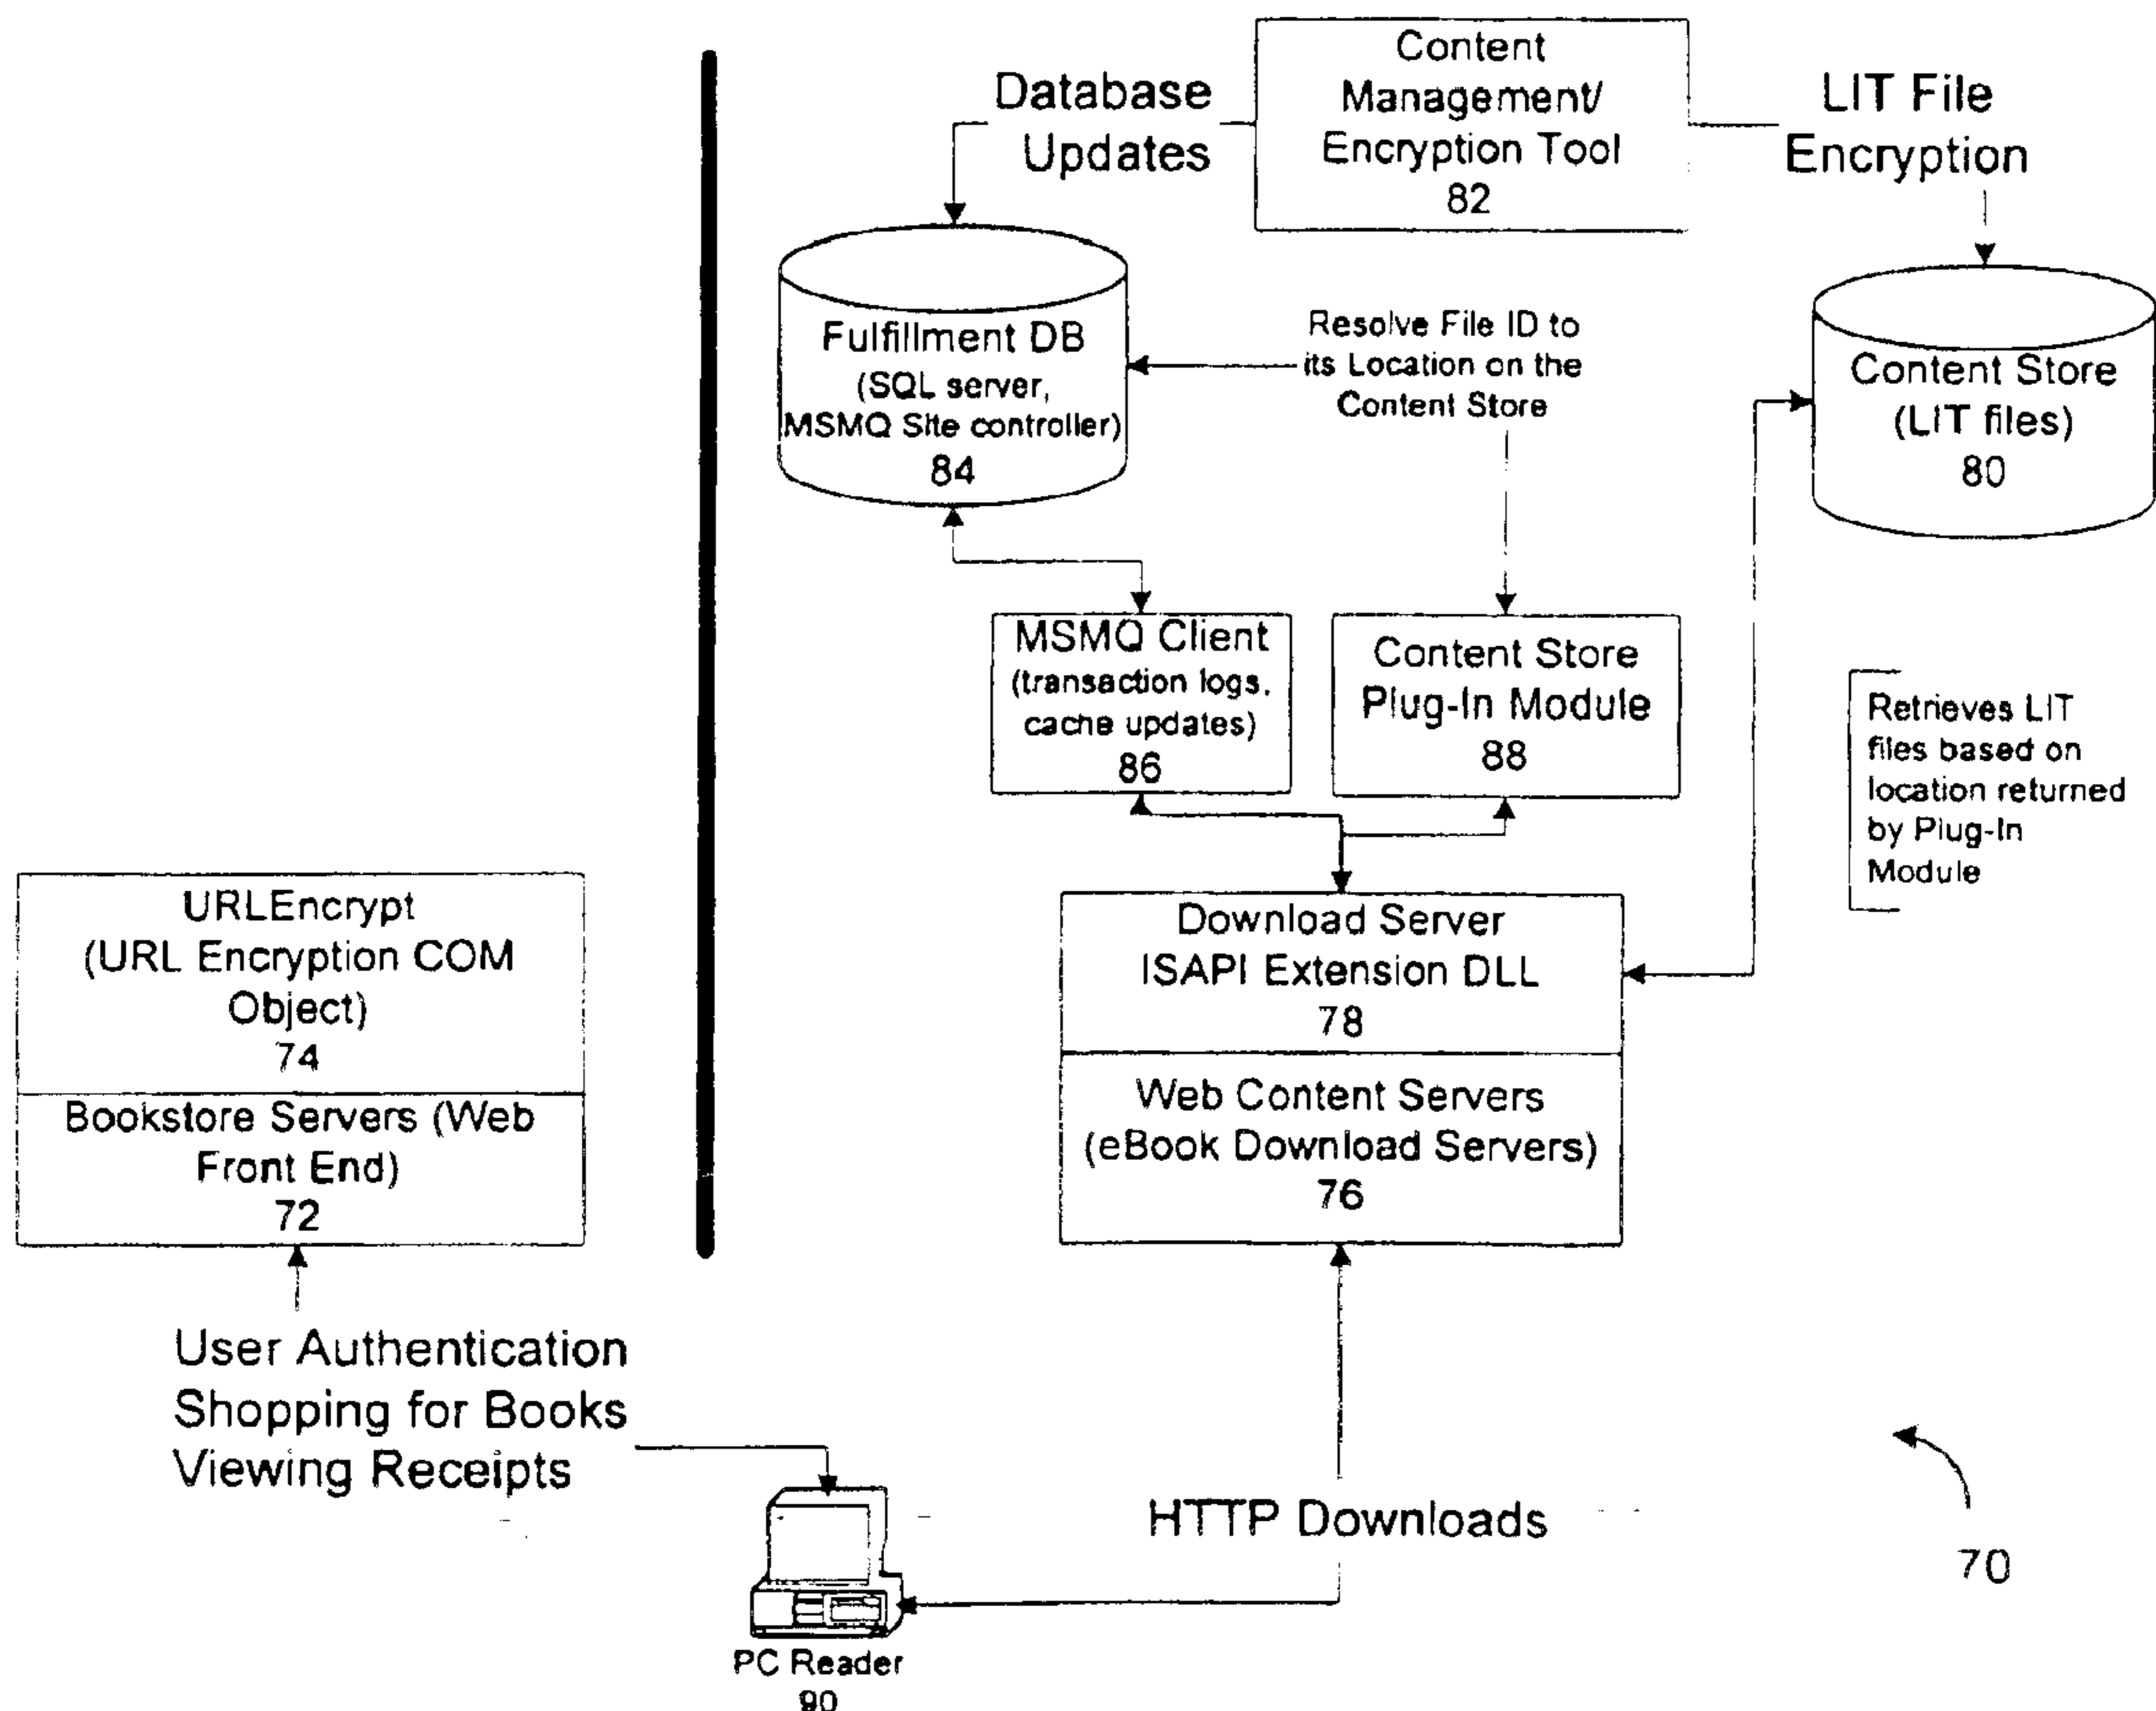 Content
Management/
Encryption Tool
82
Database
Updates
LIT File
Encryption
Fulfillment DB
(SQL server,
MSMQ Site controller)
84
Resolve File ID to
its Location on the
Content Store
Content Store
(LIT files)
80
MSMQ Client
(transaction logs,
cache updates)
86
Content Store
Plug-In Module
88
Retrieves LIT
files based on
location returned
by Plug-In
Module
URLEncrypt
(URL Encryption COM
Object)
74
Bookstore Servers (Web
Front End)
72
Download Server
ISAPI Extension DLL
78
Web Content Servers
(eBook Download Servers)
76
User Authentication
Shopping for Books
Viewing Receipts
HTTP Downloads
70
PC Reader
90